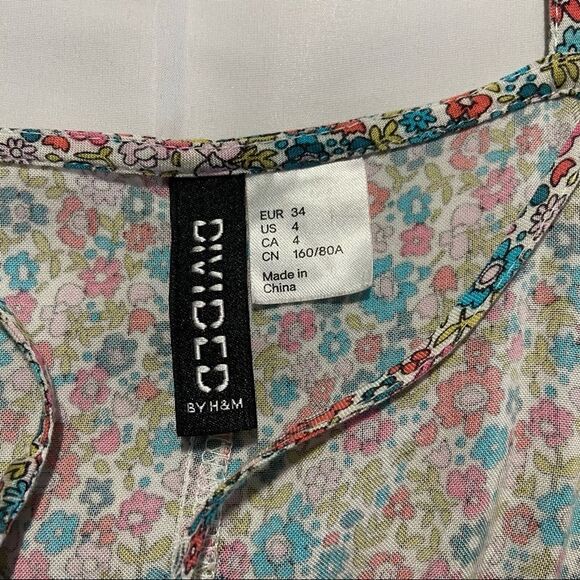 DIVIDED
BY H&M
EUR 34
US 4
CA 4
CN 160/80A
Made in
China